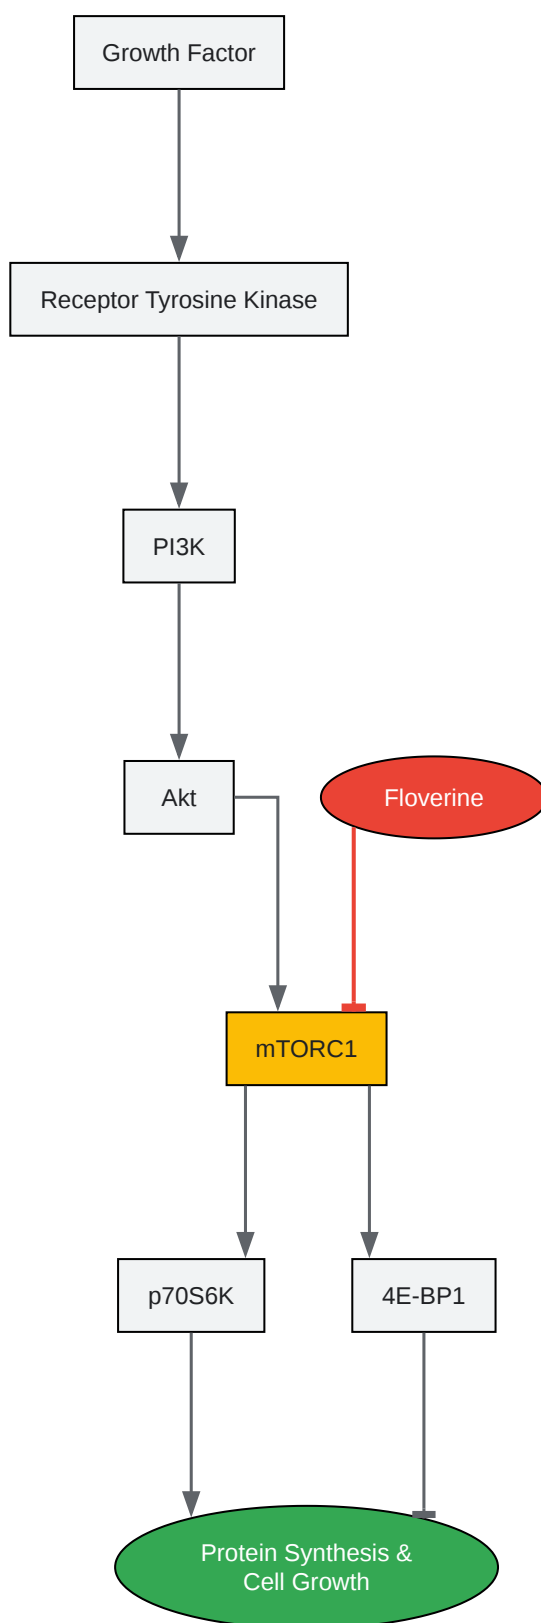 Growth Factor
Receptor Tyrosine Kinase
PI3K
Akt
Floverine
mTORC1
p70S6K
4E-BP1
Protein Synthesis &
Cell Growth